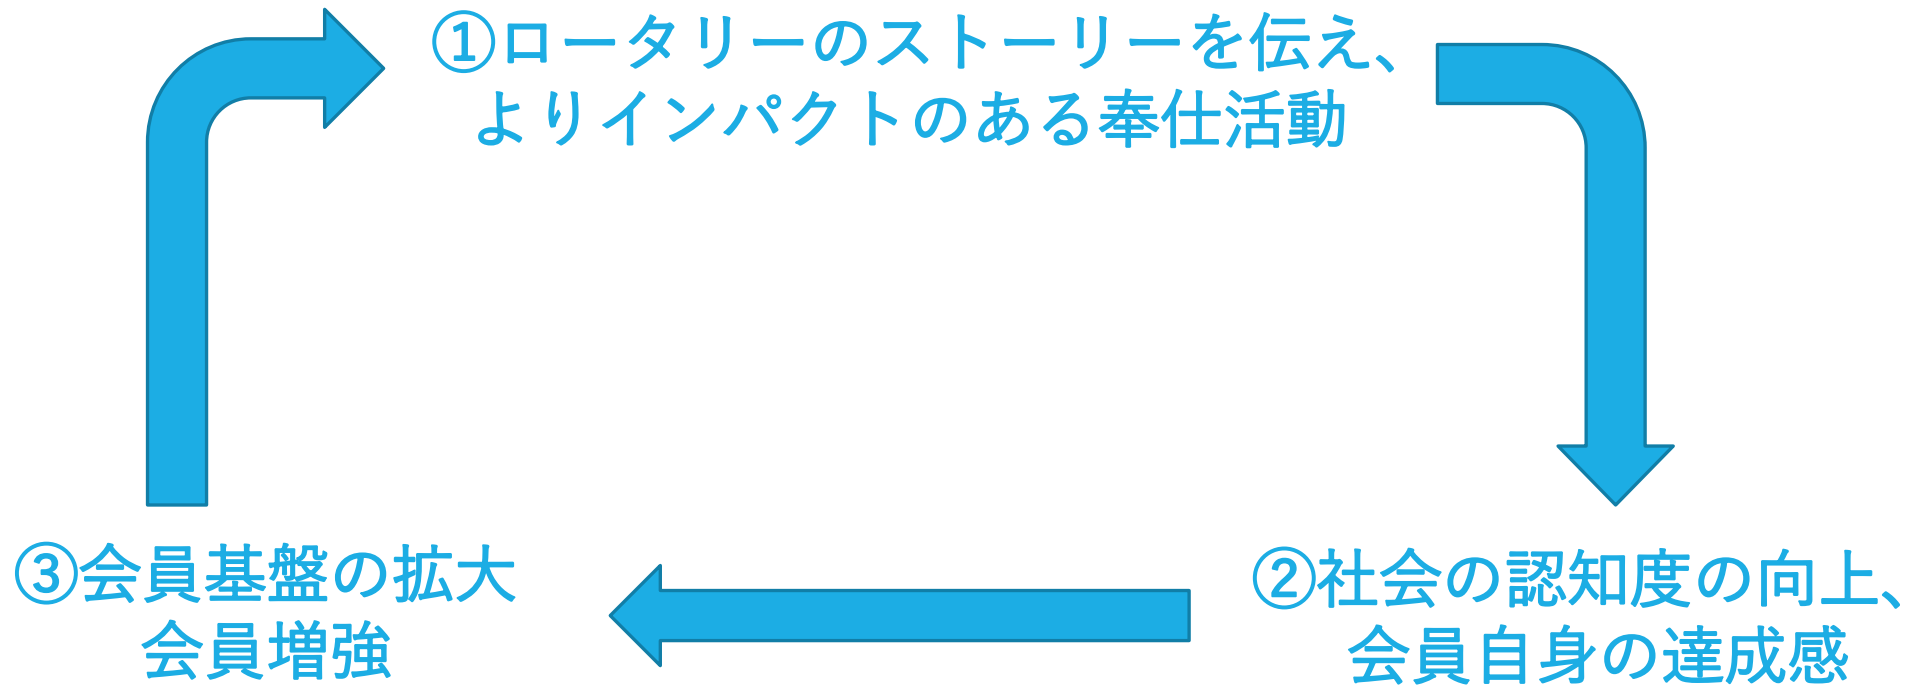 ①ロータリーのストーリーを伝え、
よりインパクトのある奉仕活動
②社会の認知度の向上、
会員自身の達成感
③会員基盤の拡大
会員増強